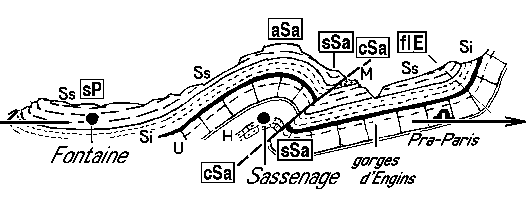 aSa
sSa
cSa
flE
Si
Ss
sP
Ss
M
Ss
Si
U
H
Fontaine
cSa
Sassenage
sSa
gorges
d'Engins
Pra-Paris